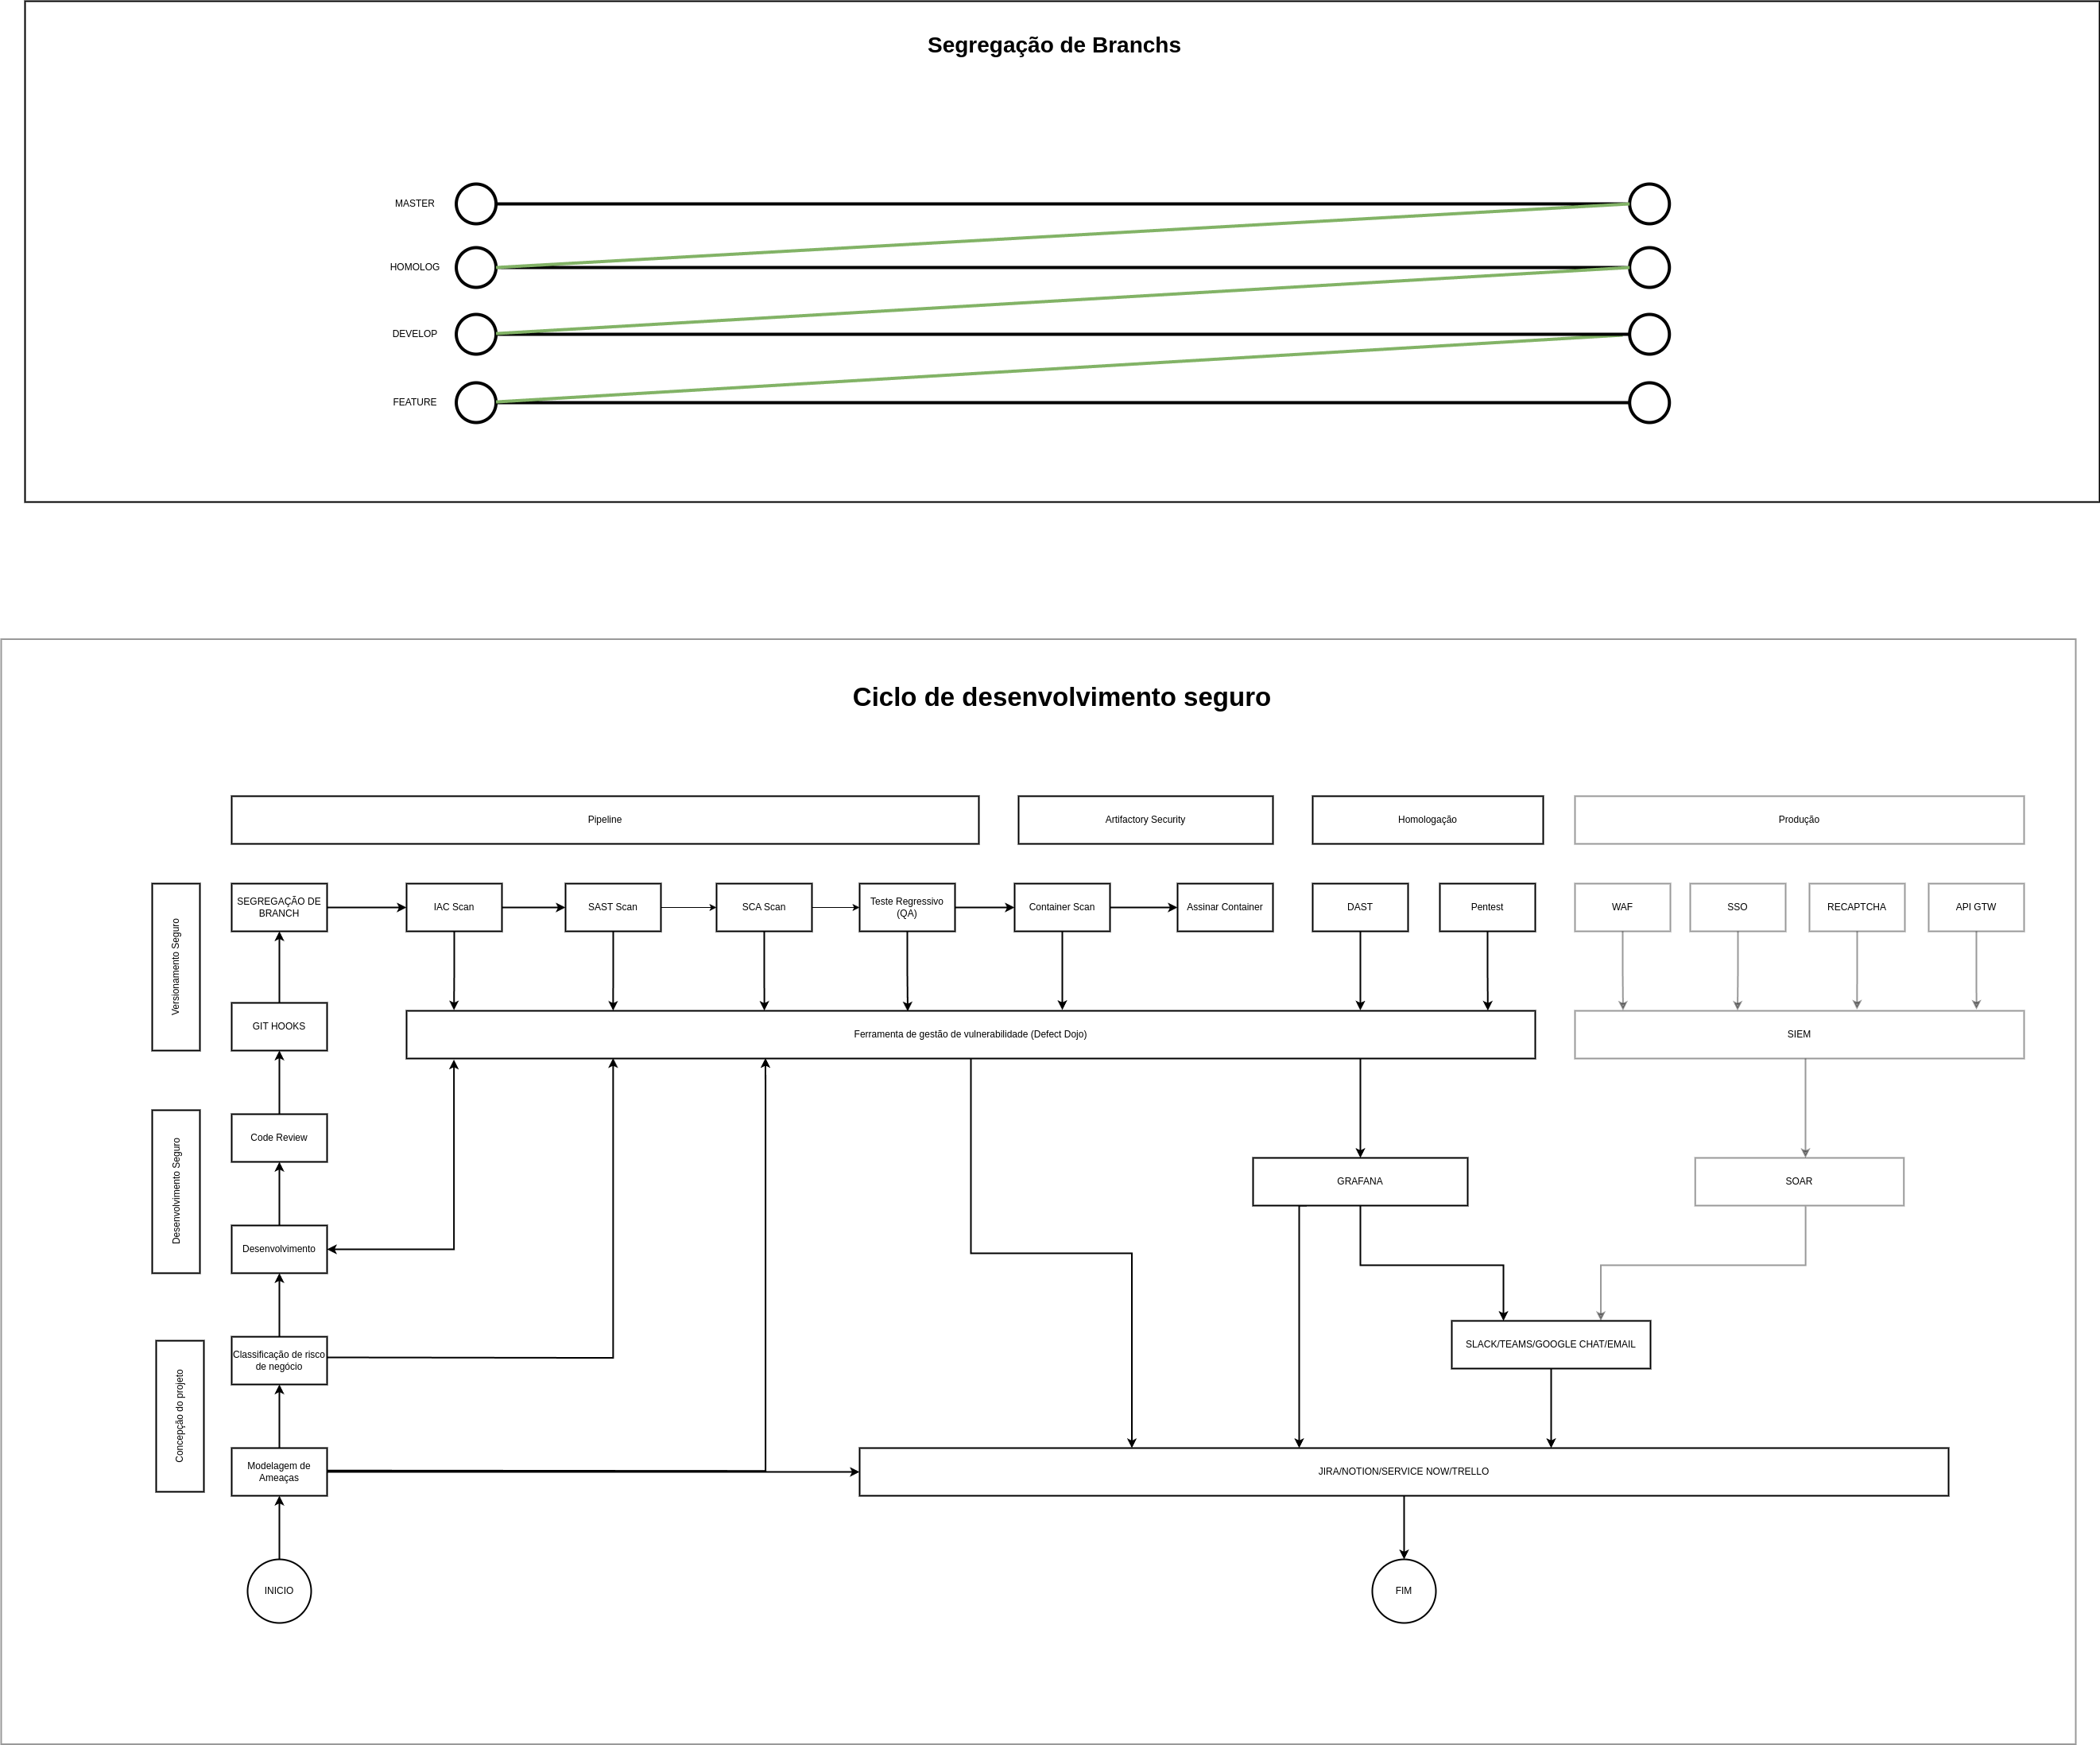 Segregação de Branchs
MASTER
HOMOLOG
DEVELOP
FEATURE
Ciclo de desenvolvimento seguro
Pipeline
Artifactory Security
Homologação
Produção
Versionamento Seguro
SEGREGAÇÃO DE
BRANCH
IAC Scan
SAST Scan
SCA Scan
Teste Regressivo
(QA)
Container Scan
Assinar Container
DAST
Pentest
WAF
SSO
RECAPTCHA
API GTW
GIT HOOKS
Ferramenta de gestão de vulnerabilidade (Defect Dojo)
SIEM
Desenvolvimento Seguro
Code Review
GRAFANA
SOAR
Desenvolvimento
Concepção do projeto
Classificação de risco
de negócio
SLACK/TEAMS/GOOGLE CHAT/EMAIL
Modelagem de
Ameaças
JIRA/NOTION/SERVICE NOW/TRELLO
INICIO
FIM